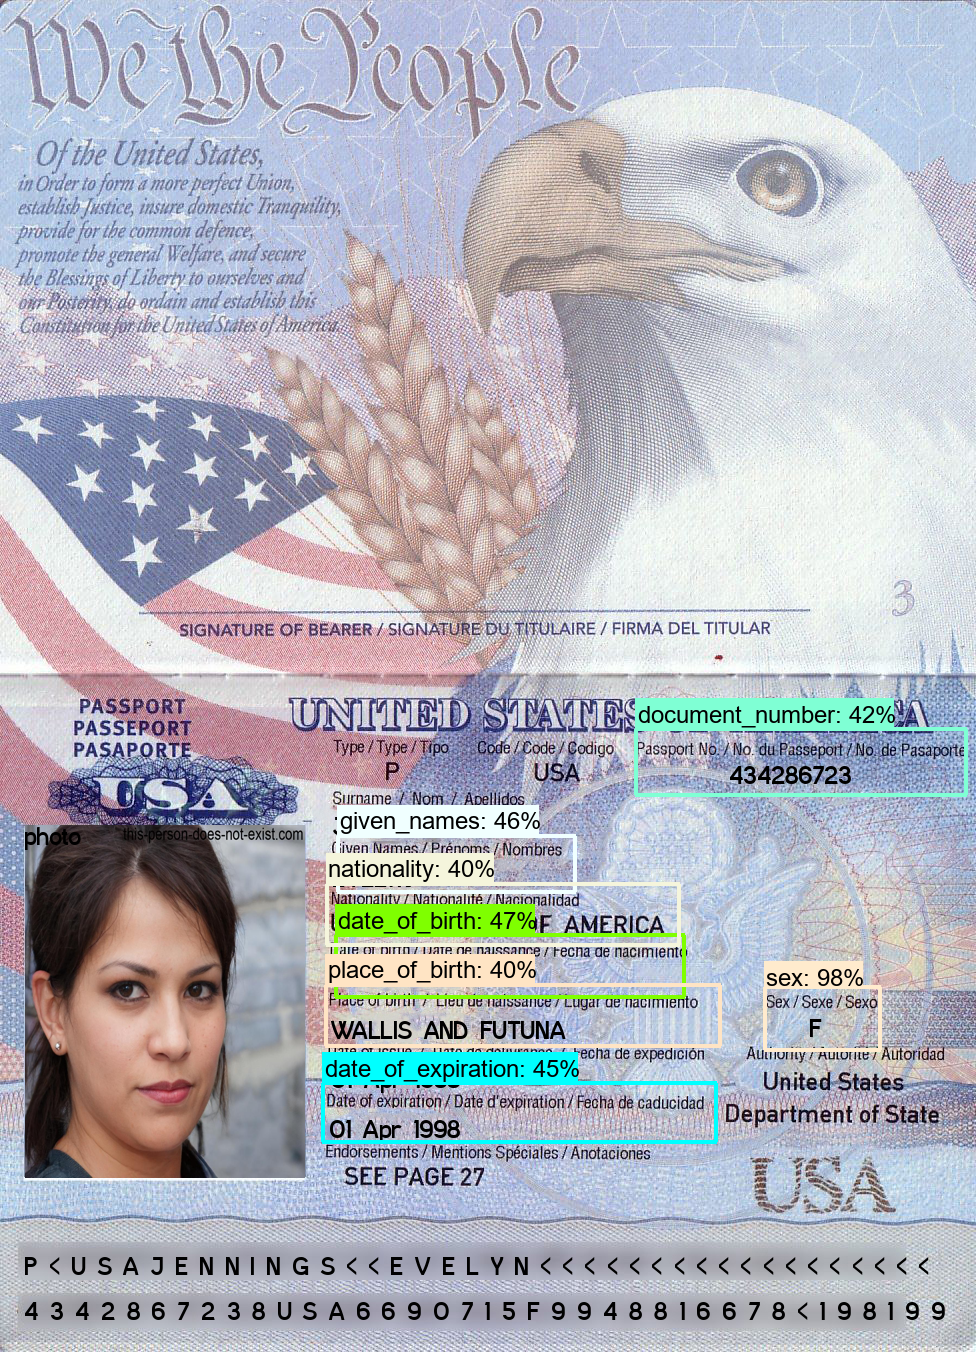 We the People
Of the United States,
in Order to form a more perfect Union,
establish Justice, insure domestic Tranquility,
provide for the common defence,
promote the general Welfare, and secure
the Blessings of Liberty to ourselves and
our Posterity, do ordain and establish this
Constitution for the United States of America.
3
SIGNATURE OF BEARER / SIGNATURE DU TITULAIRE / FIRMA DEL TITULAR
PASSPORT
PASSEPORT
PASAPORTE
USA
UNITED STATES
document_number: 42%
Type / Type / Tipo
Code / Code / Codigo
Passport No. / No. du Passeport / No. de Pasaporte
P
USA
434286723
Surname / Nom / Apellidos
given_names: 46%
photo
this-person-does-not-exist.com
Given Names / Prénoms / Nombres
nationality: 40%
Nationality / Nationalité / Nacionalidad
date_of_birth: 47%
AMERICA
Date of birth / Date de naissance / Fecha de nacimiento
place_of_birth: 40%
sex: 98%
Place of birth / Lieu de naissance / Lugar de nacimiento
Sex / Sexe / Sexo
WALLIS AND FUTUNA
F
Date of issue / Date de délivrance / Fecha de expedición
Authority / Autorité / Autoridad
date_of_expiration: 45%
United States
Date of expiration / Date d'expiration / Fecha de caducidad
Department of State
01 Apr 1998
Endorsements / Mentions Spéciales / Anotaciones
SEE PAGE 27
USA
P<USAJENNINGS<<EVELYN<<<<<<<<<<<<<<<<<<
4342867238USA6690715F9948816678<198199